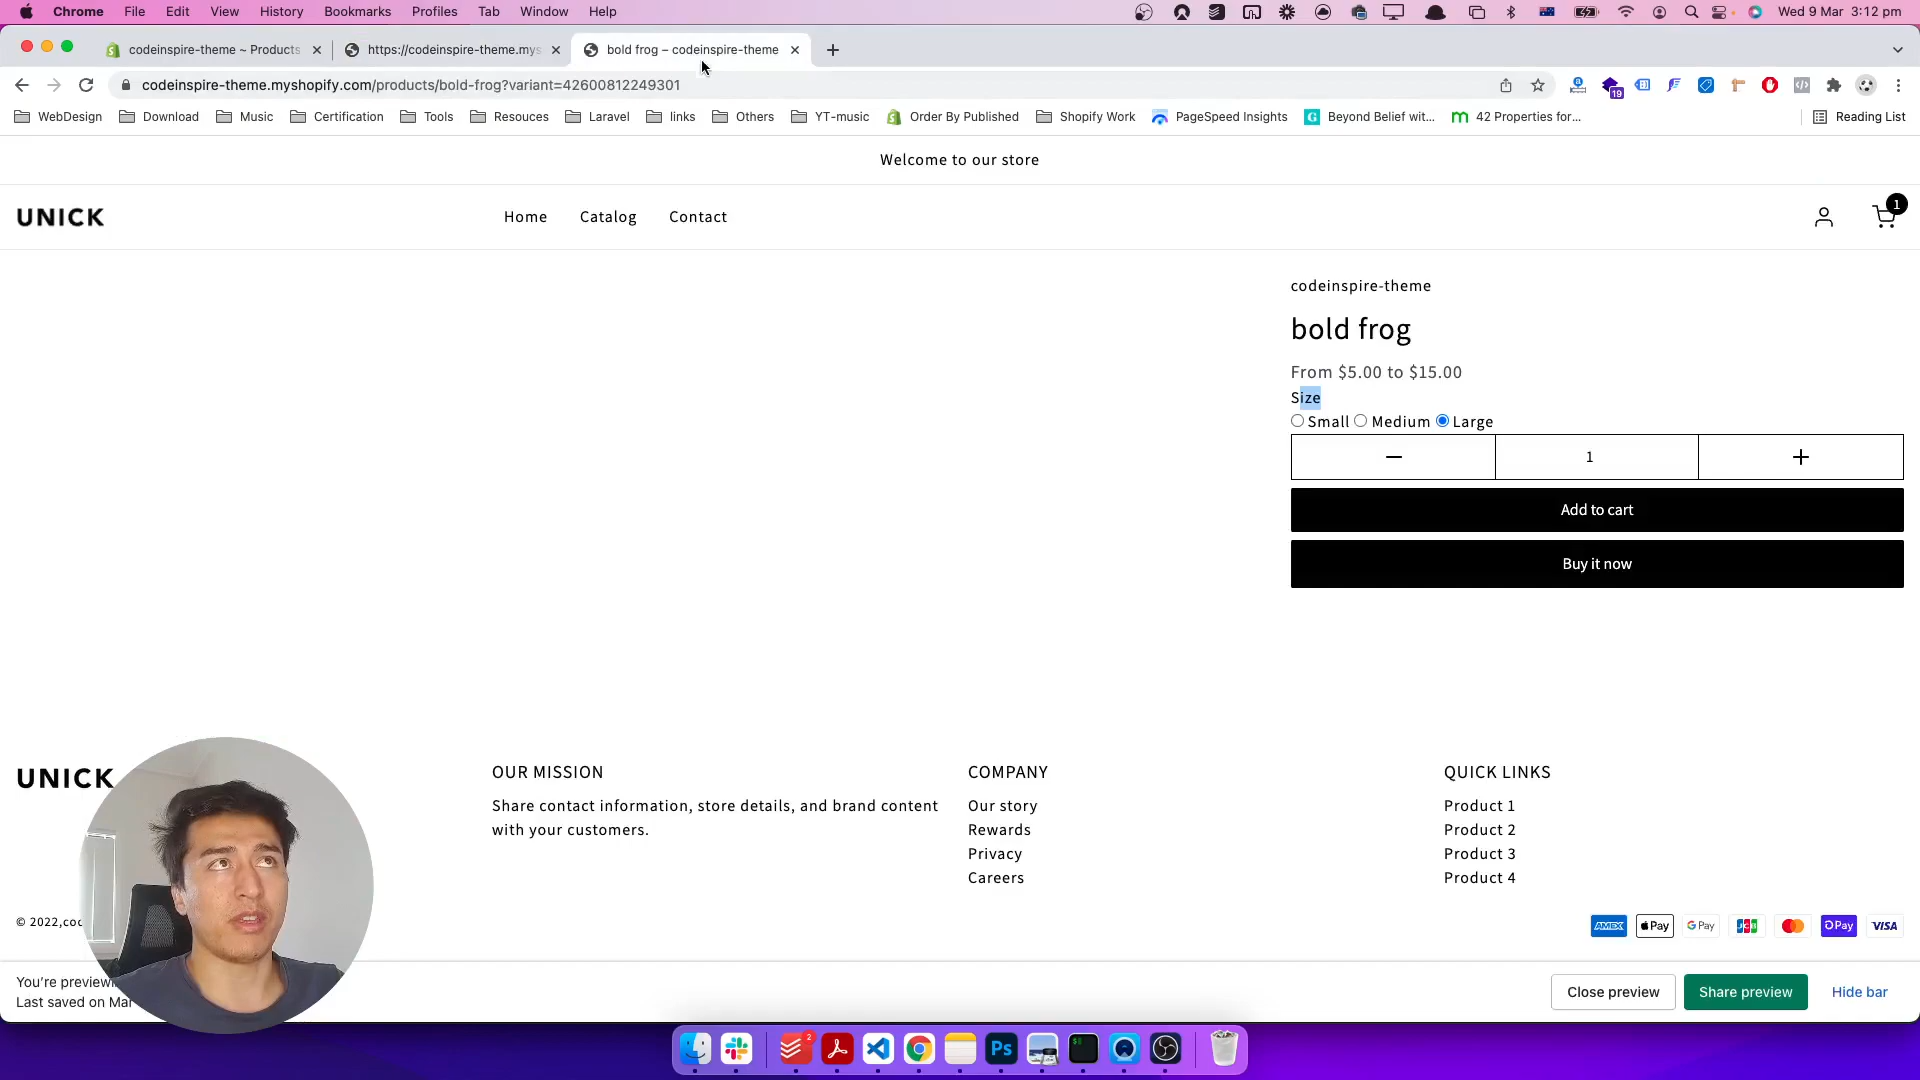 Chrome File Edit View History Bookmarks Profiles Tab Window Help Wed 9 Mar 3:12 pm
codeinspire-theme ~ Products https://codeinspire-theme.mys bold frog – codeinspire-theme
codeinspire-theme.myshopify.com/products/bold-frog?variant=42600812249301 19
WebDesign Download Music Certification Tools Resouces Laravel links Others YT-music Order By Published Shopify Work PageSpeed Insights Beyond Belief wit... 42 Properties for... Reading List
Welcome to our store
UNICK Home Catalog Contact 1
codeinspire-theme
bold frog
From $5.00 to $15.00
Size
Small Medium Large
— 1 +
Add to cart
Buy it now
UNICK OUR MISSION COMPANY QUICK LINKS
Share contact information, store details, and brand content Our story Product 1
with your customers. Rewards Product 2
Privacy Product 3
Careers Product 4
© 2022,coc AMEX Pay G Pay JCB Pay VISA
You're previewi
Last saved on Mar
Close preview Share preview Hide bar
2 Ps